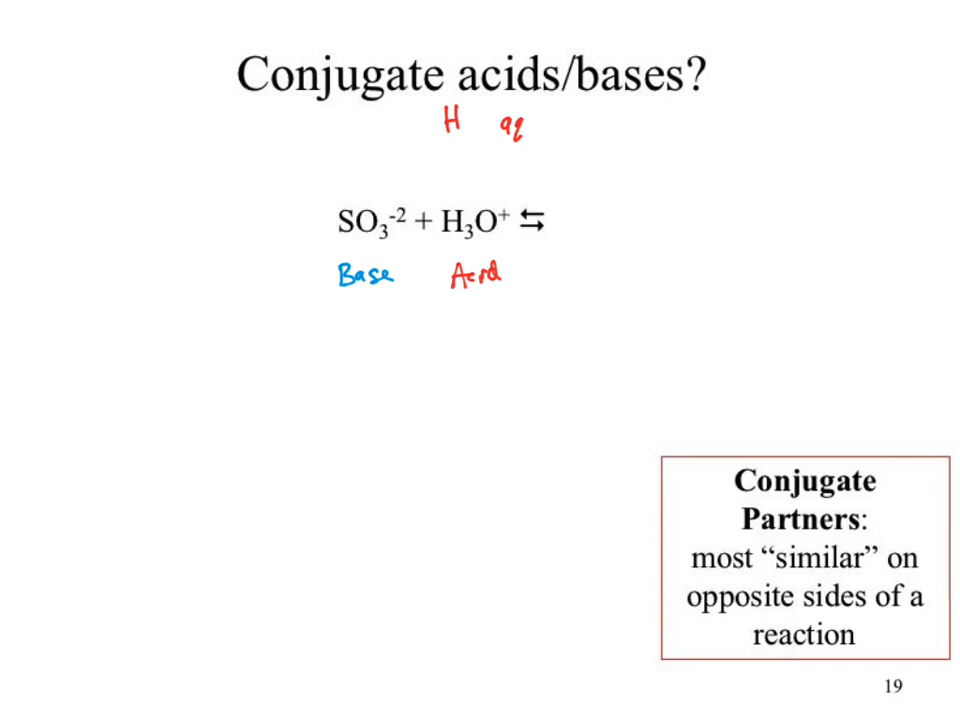 Conjugate acids/bases?
H aq
SO₃⁻² + H₃O⁺ ⇆
Base Acid
Conjugate
Partners:
most “similar” on
opposite sides of a
reaction
19